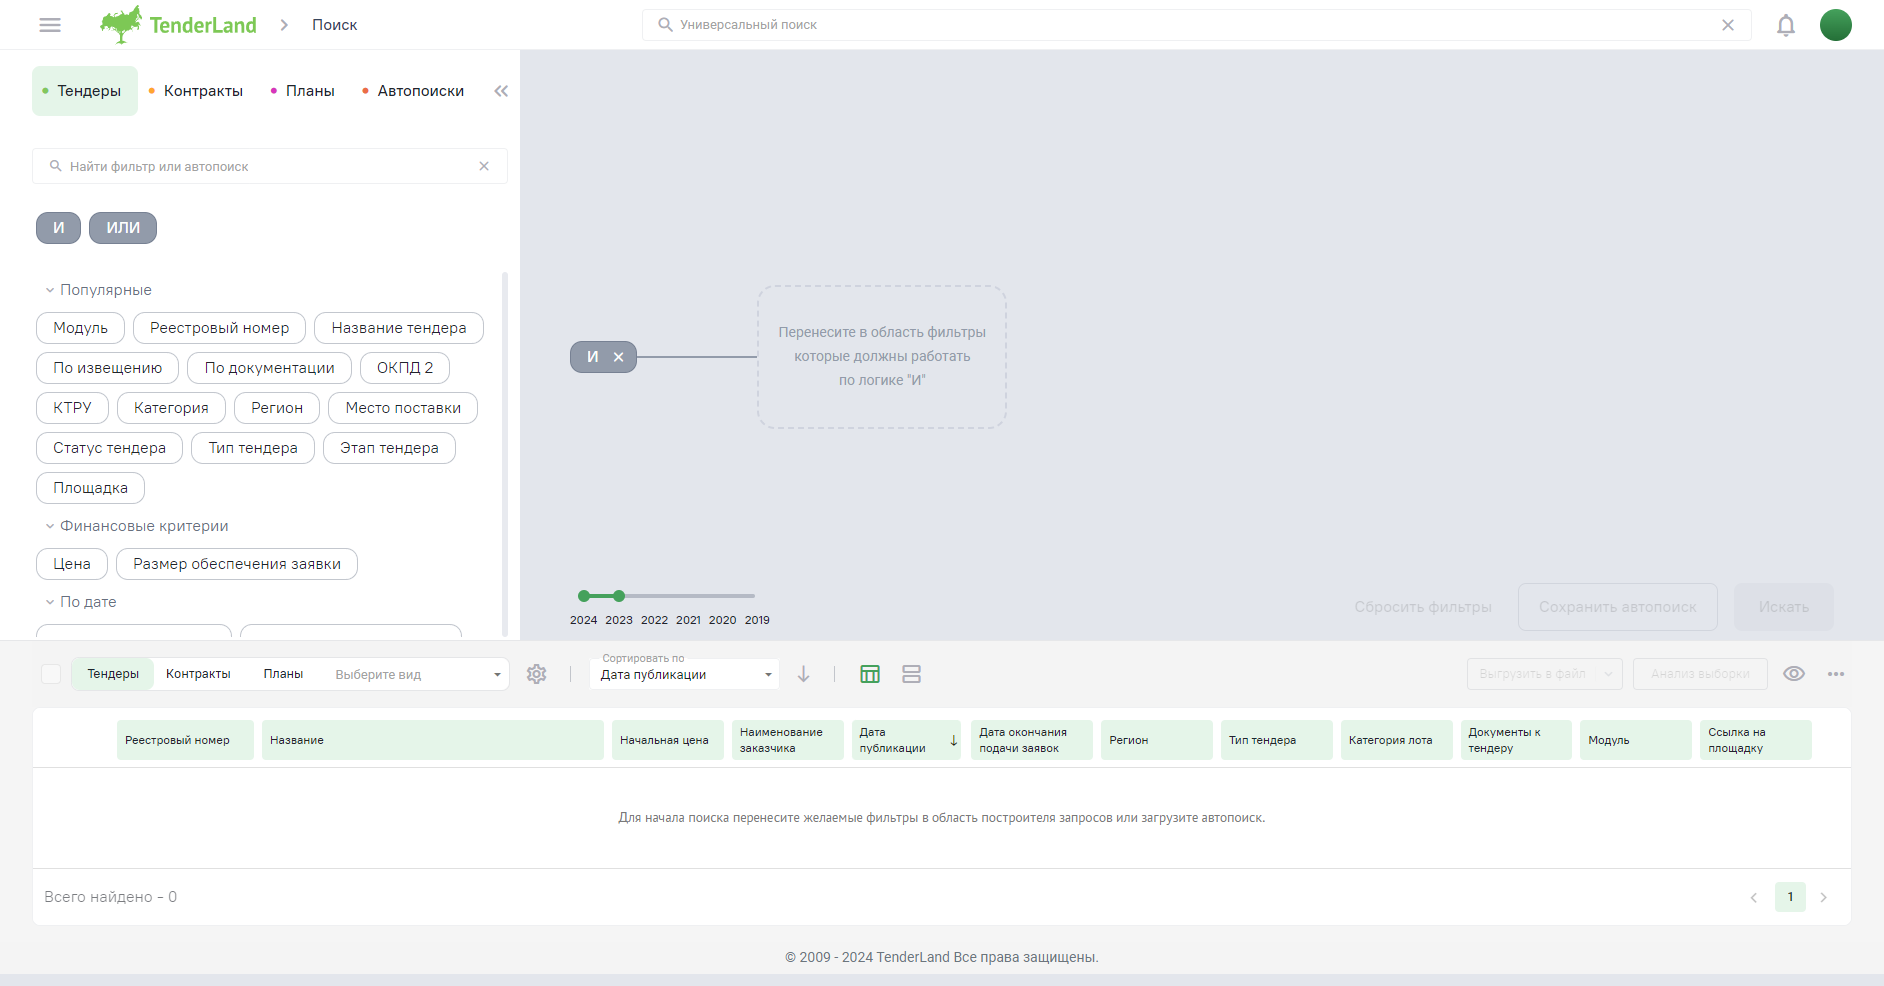 TenderLand
Поиск
Универсальный поиск
Тендеры
Контракты
Планы
Автопоиски
Найти фильтр или автопоиск
И
ИЛИ
Популярные
Модуль
Реестровый номер
Название тендера
По извещению
По документации
ОКПД 2
КТРУ
Категория
Регион
Место поставки
Статус тендера
Тип тендера
Этап тендера
Площадка
Финансовые критерии
Цена
Размер обеспечения заявки
По дате
И
Перенесите в область фильтры
которые должны работать
по логике "И"
2024 2023 2022 2021 2020 2019
Сбросить фильтры
Сохранить автопоиск
Искать
Тендеры
Контракты
Планы
Выберите вид
Сортировать по
Дата публикации
Выгрузить в файл
Анализ выборки
Реестровый номер
Название
Начальная цена
Наименование
заказчика
Дата
публикации
Дата окончания
подачи заявок
Регион
Тип тендера
Категория лота
Документы к
тендеру
Модуль
Ссылка на
площадку
Для начала поиска перенесите желаемые фильтры в область построителя запросов или загрузите автопоиск.
Всего найдено - 0
1
© 2009 - 2024 TenderLand Все права защищены.